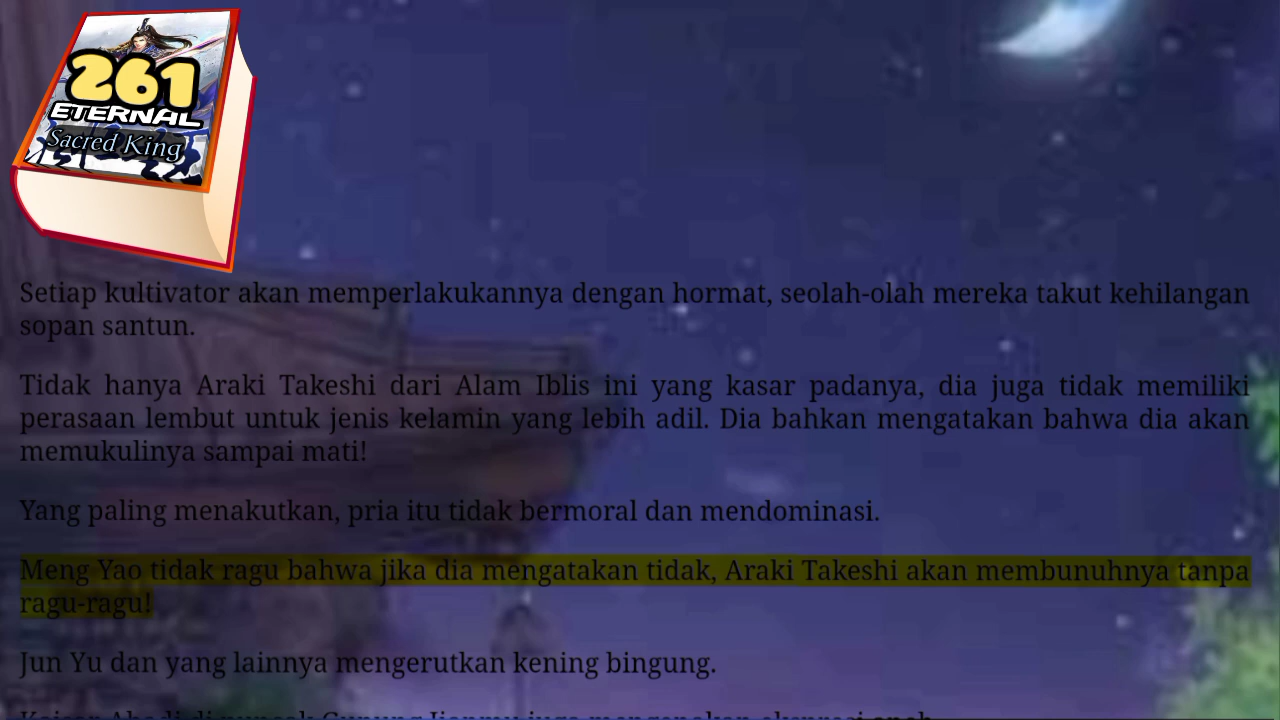 261
ETERNAL
Sacred King
Setiap kultivator akan memperlakukannya dengan hormat, seolah-olah mereka takut kehilangan
sopan santun.
Tidak hanya Araki Takeshi dari Alam Iblis ini yang kasar padanya, dia juga tidak memiliki
perasaan lembut untuk jenis kelamin yang lebih adil. Dia bahkan mengatakan bahwa dia akan
memukulinya sampai mati!
Yang paling menakutkan, pria itu tidak bermoral dan mendominasi.
Meng Yao tidak ragu bahwa jika dia mengatakan tidak, Araki Takeshi akan membunuhnya tanpa
ragu-ragu!
Jun Yu dan yang lainnya mengerutkan kening bingung.